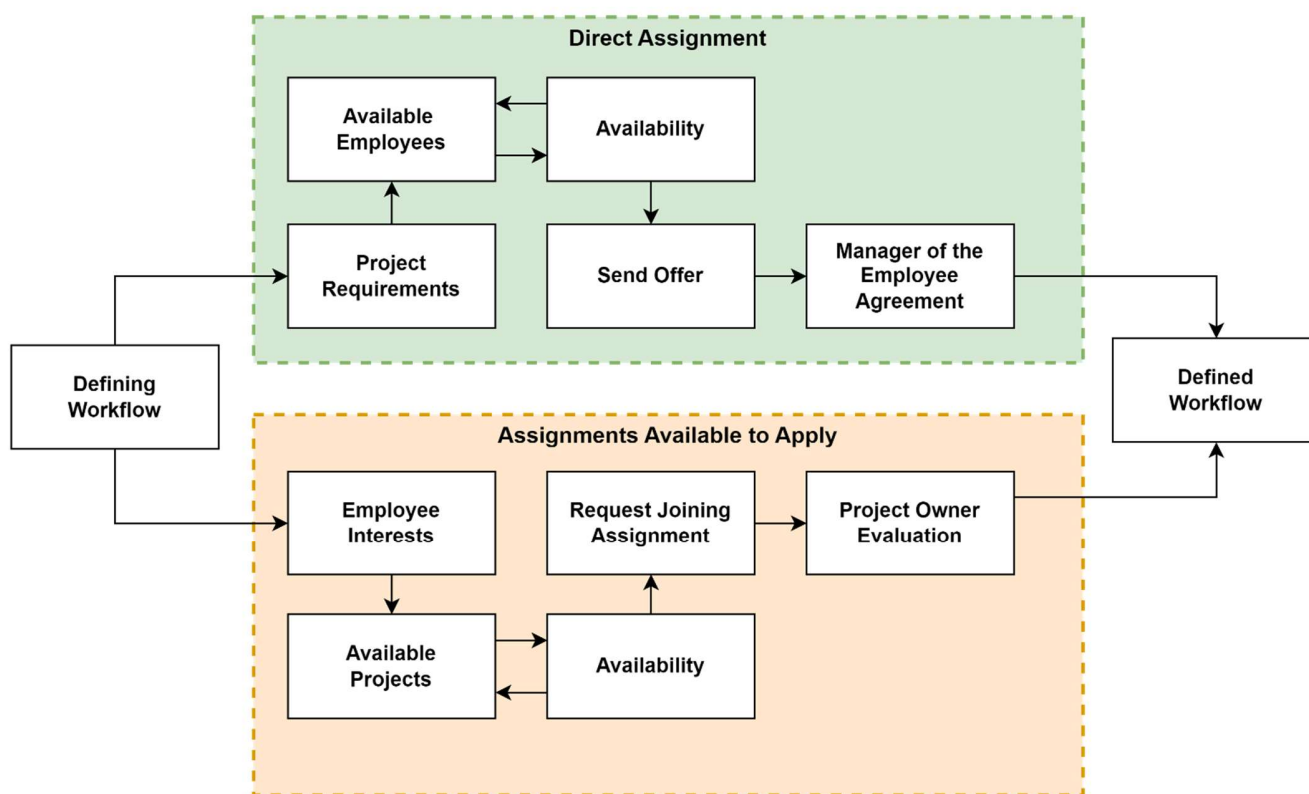 Direct Assignment
Available
Employees
Availability
Project
Requirements
Send Offer
Manager of the
Employee
Agreement
Defining
Workflow
Defined
Workflow
Assignments Available to Apply
Employee
Interests
Request Joining
Assignment
Project Owner
Evaluation
Available
Projects
Availability